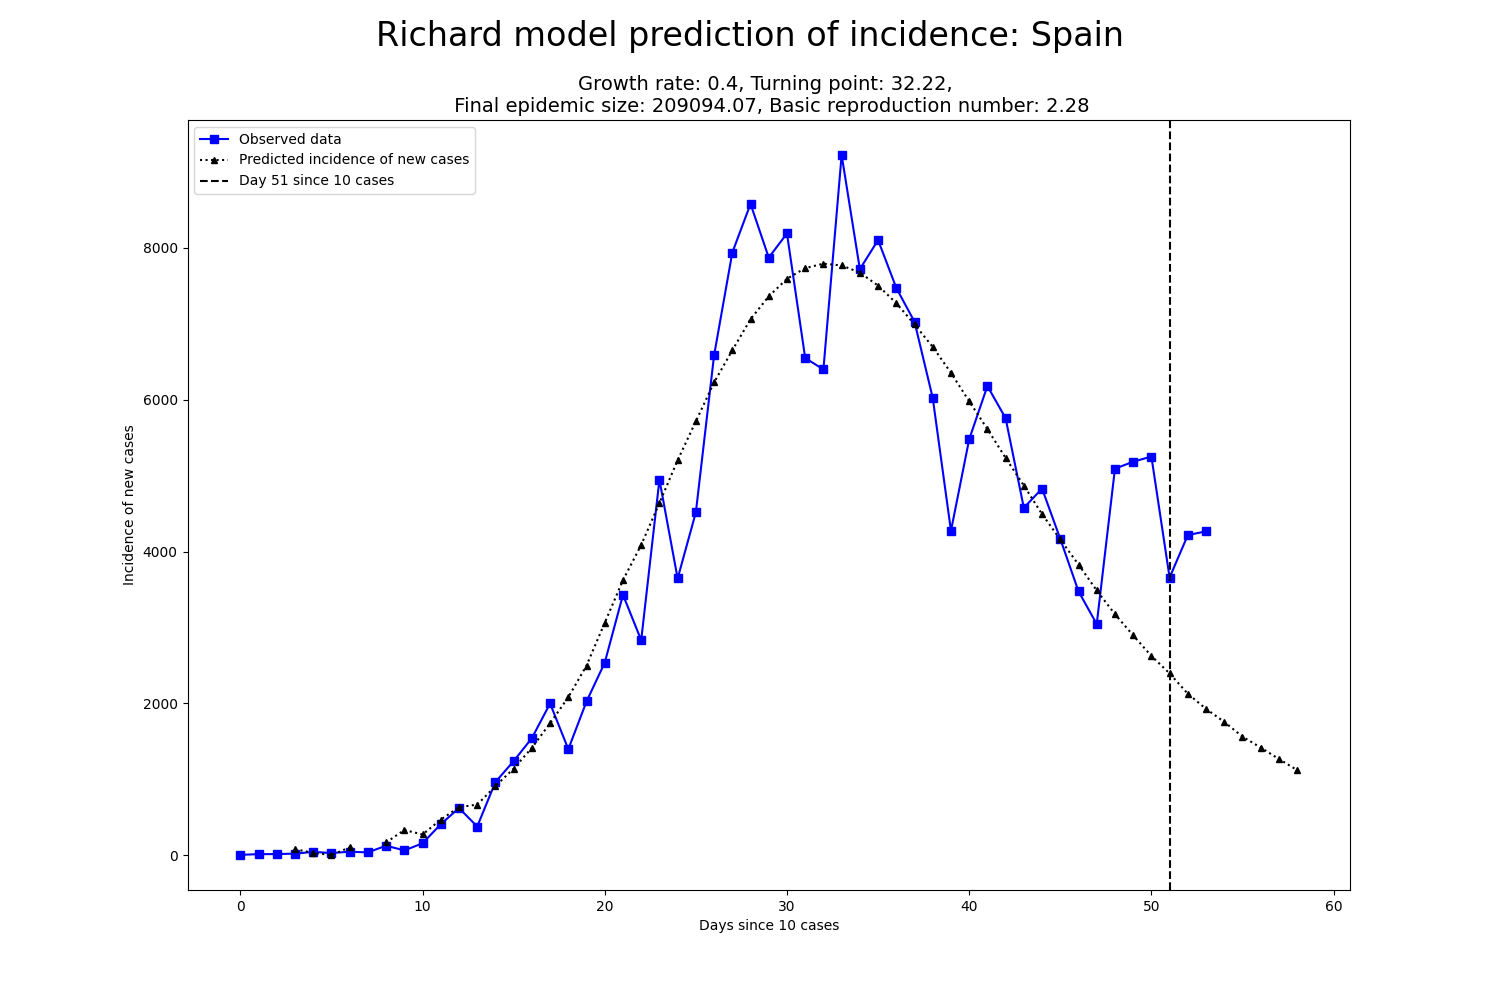 Richard model prediction of incidence: Spain
Growth rate: 0.4, Turning point: 32.22,
Final epidemic size: 209094.07, Basic reproduction number: 2.28
Observed data
Predicted incidence of new cases
Day 51 since 10 cases
Incidence of new cases
8000
6000
4000
2000
0
0 10 20 30 40 50 60
Days since 10 cases